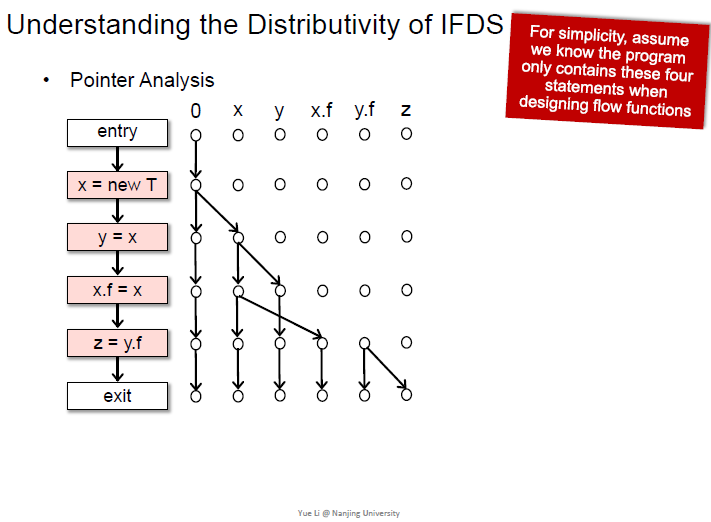 Understanding the Distributivity of IFDS
For simplicity, assume
we know the program
only contains these four
statements when
designing flow functions
• Pointer Analysis
0 x y x.f y.f z
entry
x = new T
y = x
x.f = x
z = y.f
exit
Yue Li @ Nanjing University